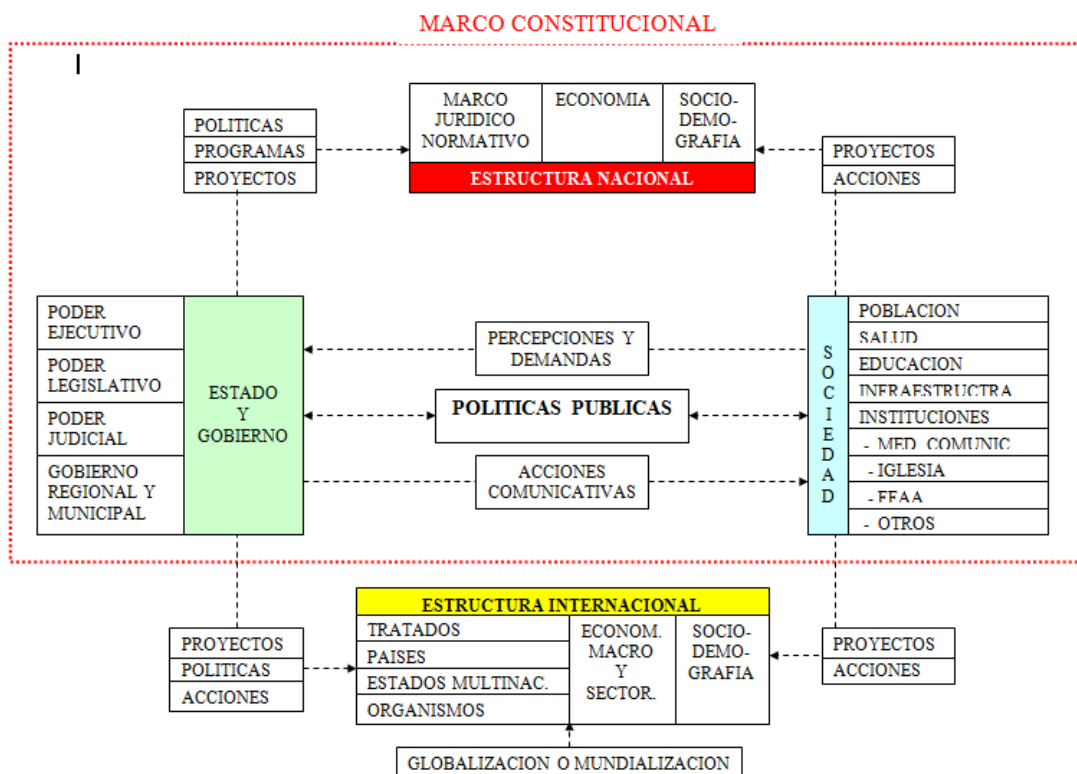 MARCO CONSTITUCIONAL
POLITICAS
PROGRAMAS
PROYECTOS
MARCO
JURIDICO
NORMATIVO
ECONOMIA
SOCIO-
DEMO-
GRAFIA
ESTRUCTURA NACIONAL
PROYECTOS
ACCIONES
PODER
EJECUTIVO
PODER
LEGISLATIVO
PODER
JUDICIAL
GOBIERNO
REGIONAL Y
MUNICIPAL
ESTADO
Y
GOBIERNO
PERCEPCIONES Y
DEMANDAS
POLITICAS PUBLICAS
ACCIONES
COMUNICATIVAS
S
O
C
I
E
D
A
D
POBLACION
SALUD
EDUCACION
INFRAESTRUCTRA
INSTITUCIONES
- MED. COMUNIC
- IGLESIA
- FFAA
- OTROS
PROYECTOS
POLITICAS
ACCIONES
ESTRUCTURA INTERNACIONAL
TRATADOS
PAISES
ESTADOS MULTINAC.
ORGANISMOS
ECONOM.
MACRO
Y
SECTOR.
SOCIO-
DEMO-
GRAFIA
PROYECTOS
ACCIONES
GLOBALIZACION O MUNDIALIZACION